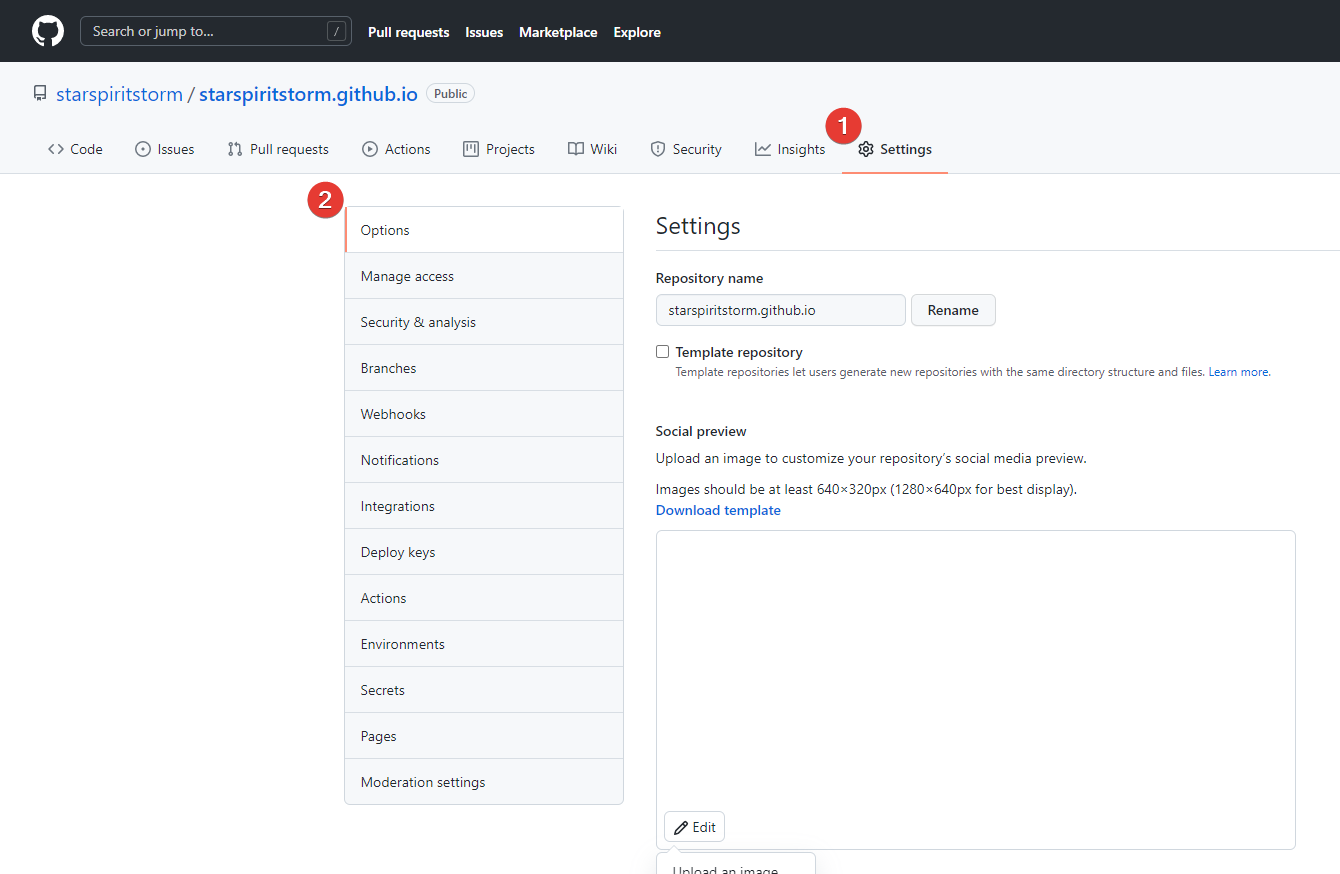 Search or jump to... /
Pull requests Issues Marketplace Explore
starspiritstorm / starspiritstorm.github.io Public
1
Code Issues Pull requests Actions Projects Wiki Security Insights Settings
2
Options
Manage access
Security & analysis
Branches
Webhooks
Notifications
Integrations
Deploy keys
Actions
Environments
Secrets
Pages
Moderation settings
Settings
Repository name
starspiritstorm.github.io Rename
Template repository
Template repositories let users generate new repositories with the same directory structure and files. Learn more.
Social preview
Upload an image to customize your repository’s social media preview.
Images should be at least 640×320px (1280×640px for best display).
Download template
Edit
Upload an image